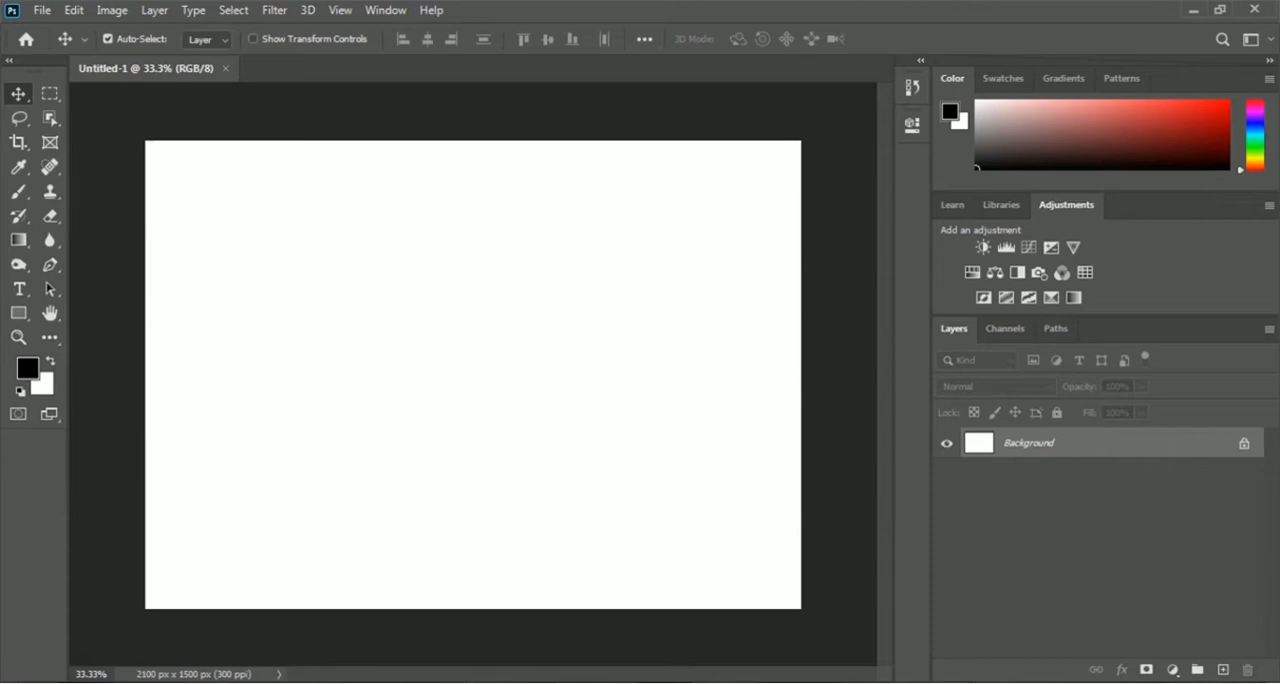 Ps File Edit Image Layer Type Select Filter 3D View Window Help
Auto-Select: Layer Show Transform Controls 3D Mode:
Untitled-1 @ 33.3% (RGB/8)
Color Swatches Gradients Patterns
Learn Libraries Adjustments
Add an adjustment
Layers Channels Paths
Kind
Normal Opacity: 100%
Lock: Fill: 100%
Background
33.33% 2100 px x 1500 px (300 ppi)